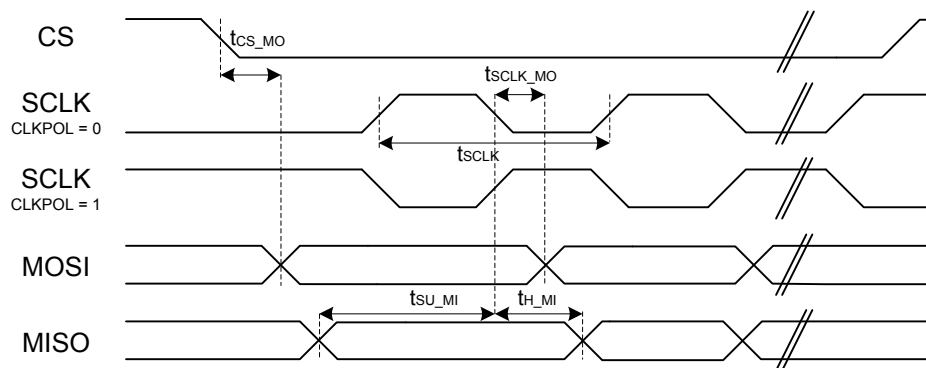 CS
tCS_MO
tSCLK_MO
SCLK
CLKPOL = 0
tSCLK
SCLK
CLKPOL = 1
MOSI
tSU_MI
tH_MI
MISO